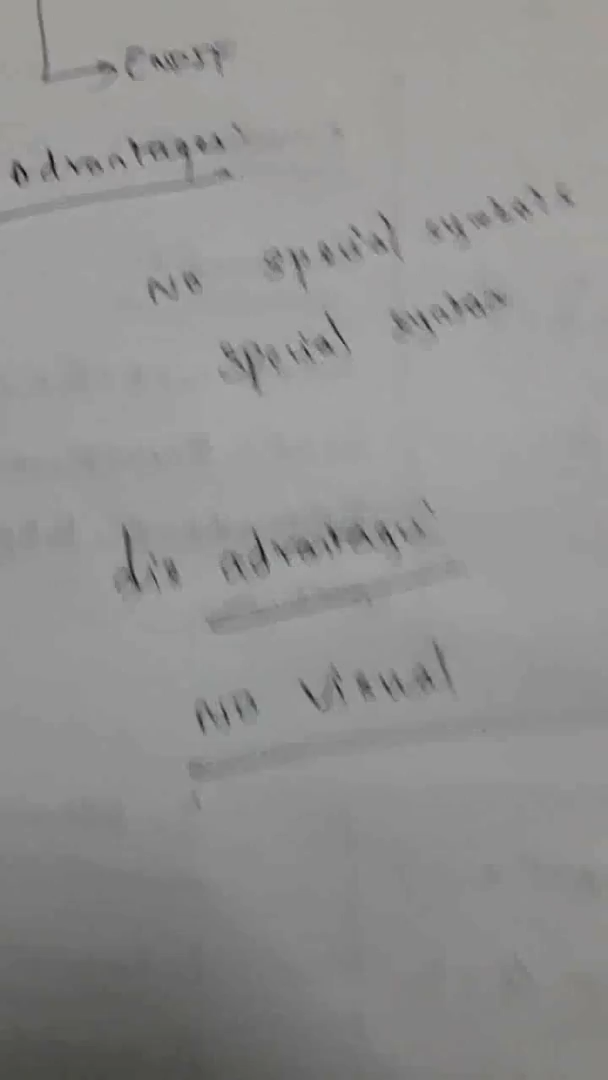 advantages:
No special symbols
special syntax
dis advantages:
No visual